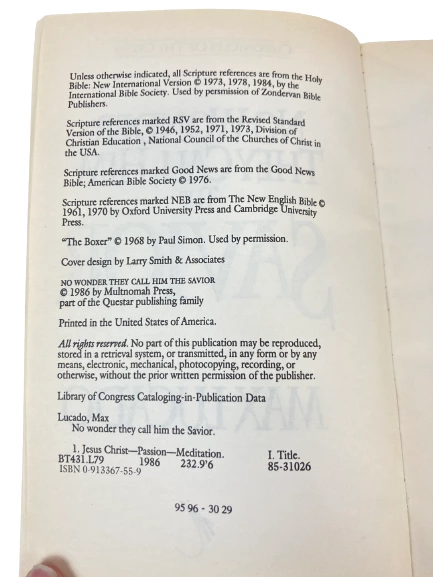 Unless otherwise indicated, all Scripture references are from the Holy
Bible: New International Version © 1973, 1978, 1984, by the
International Bible Society. Used by persmission of Zondervan Bible
Publishers.
Scripture references marked RSV are from the Revised Standard
Version of the Bible, © 1946, 1952, 1971, 1973, Division of
Christian Education , National Council of the Churches of Christ in
the USA.
Scripture references marked Good News are from the Good News
Bible; American Bible Society © 1976.
Scripture references marked NEB are from The New English Bible ©
1961, 1970 by Oxford University Press and Cambridge University
Press.
"The Boxer" © 1968 by Paul Simon. Used by permission.
Cover design by Larry Smith & Associates
NO WONDER THEY CALL HIM THE SAVIOR
© 1986 by Multnomah Press,
part of the Questar publishing family
Printed in the United States of America.
All rights reserved. No part of this publication may be reproduced,
stored in a retrieval system, or transmitted, in any form or by any
means, electronic, mechanical, photocopying, recording, or
otherwise, without the prior written permission of the publisher.
Library of Congress Cataloging-in-Publication Data
Lucado, Max
No wonder they call him the Savior.
1. Jesus Christ—Passion—Meditation. I. Title.
BT431.L79 1986 232.9'6 85-31026
ISBN 0-913367-55-9
95 96 - 30 29